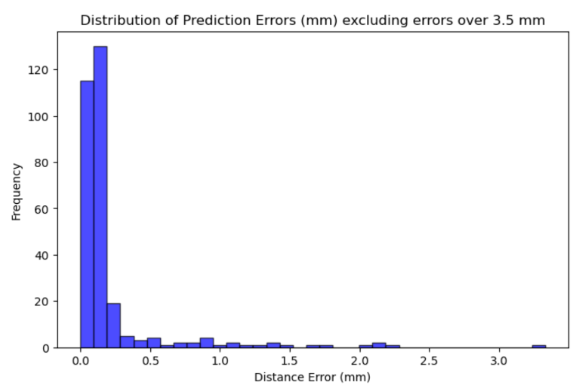 Distribution of Prediction Errors (mm) excluding errors over 3.5 mm
Frequency
120
100
80
60
40
20
0
0.0 0.5 1.0 1.5 2.0 2.5 3.0
Distance Error (mm)